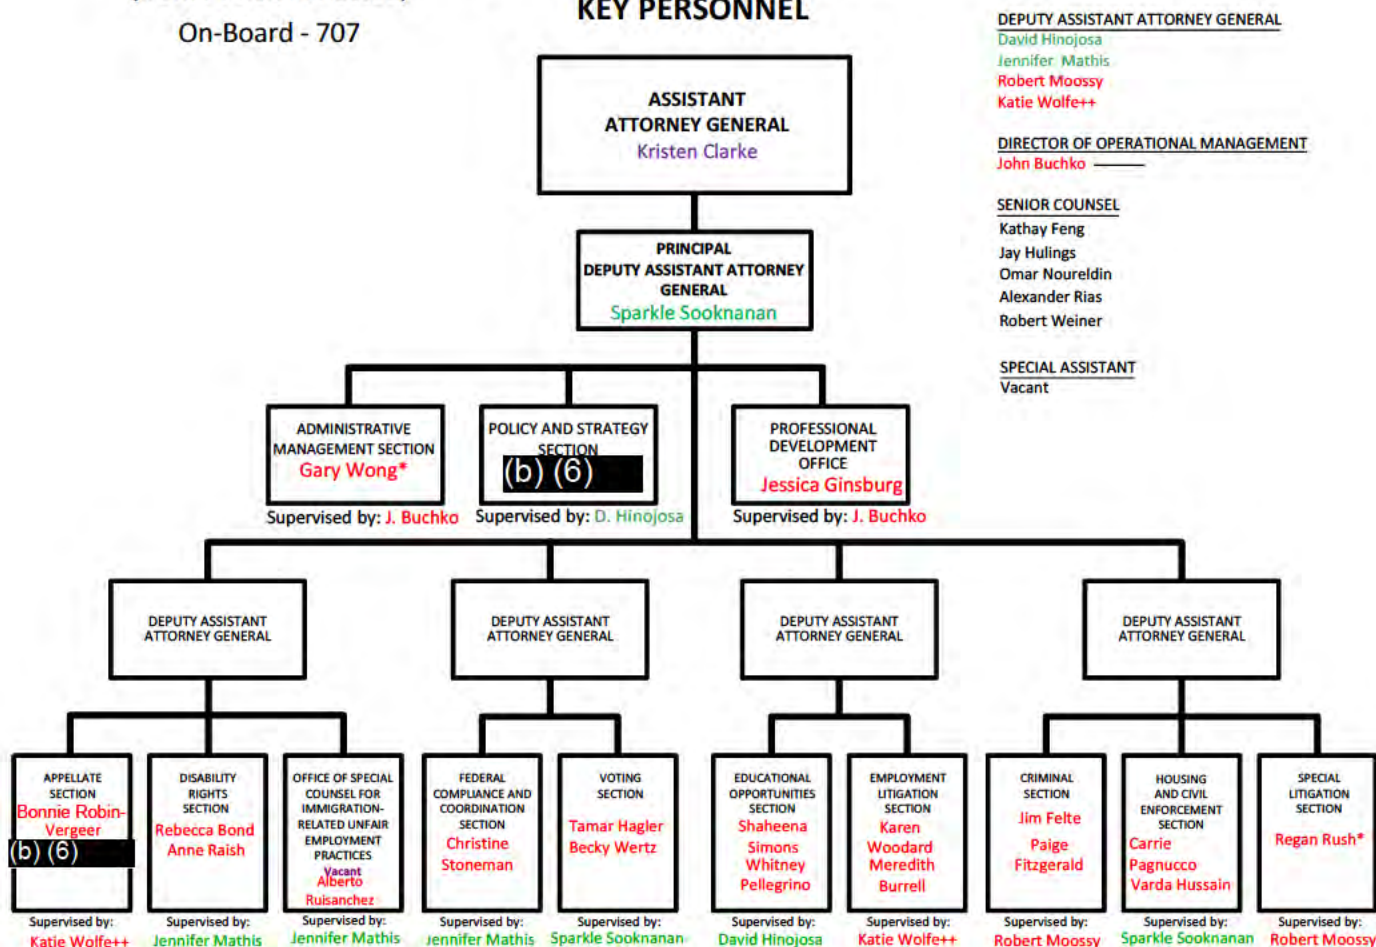 On-Board - 707
KEY PERSONNEL
DEPUTY ASSISTANT ATTORNEY GENERAL
David Hinojosa
Jennifer Mathis
Robert Moossy
Katie Wolfe++
DIRECTOR OF OPERATIONAL MANAGEMENT
John Buchko
SENIOR COUNSEL
Kathay Feng
Jay Hulings
Omar Noureldin
Alexander Rias
Robert Weiner
SPECIAL ASSISTANT
Vacant
ASSISTANT
ATTORNEY GENERAL
Kristen Clarke
PRINCIPAL
DEPUTY ASSISTANT ATTORNEY
GENERAL
Sparkle Sooknanan
ADMINISTRATIVE
MANAGEMENT SECTION
Gary Wong*
Supervised by: J. Buchko
POLICY AND STRATEGY
SECTION
(b) (6)
Supervised by: D. Hinojosa
PROFESSIONAL
DEVELOPMENT
OFFICE
Jessica Ginsburg
Supervised by: J. Buchko
DEPUTY ASSISTANT
ATTORNEY GENERAL
DEPUTY ASSISTANT
ATTORNEY GENERAL
DEPUTY ASSISTANT
ATTORNEY GENERAL
DEPUTY ASSISTANT
ATTORNEY GENERAL
APPELLATE
SECTION
Bonnie Robin-
Vergeer
(b) (6)
Supervised by:
Katie Wolfe++
DISABILITY
RIGHTS
SECTION
Rebecca Bond
Anne Raish
Supervised by:
Jennifer Mathis
OFFICE OF SPECIAL
COUNSEL FOR
IMMIGRATION-
RELATED UNFAIR
EMPLOYMENT
PRACTICES
Vacant
Alberto
Ruisanchez
Supervised by:
Jennifer Mathis
FEDERAL
COMPLIANCE AND
COORDINATION
SECTION
Christine
Stoneman
Supervised by:
Jennifer Mathis
VOTING
SECTION
Tamar Hagler
Becky Wertz
Supervised by:
Sparkle Sooknanan
EDUCATIONAL
OPPORTUNITIES
SECTION
Shaheena
Simons
Whitney
Pellegrino
Supervised by:
David Hinojosa
EMPLOYMENT
LITIGATION
SECTION
Karen
Woodard
Meredith
Burrell
Supervised by:
Katie Wolfe++
CRIMINAL
SECTION
Jim Felte
Paige
Fitzgerald
Supervised by:
Robert Moossy
HOUSING
AND CIVIL
ENFORCEMENT
SECTION
Carrie
Pagnucco
Varda Hussain
Supervised by:
Sparkle Sooknanan
SPECIAL
LITIGATION
SECTION
Regan Rush*
Supervised by:
Robert Moossy